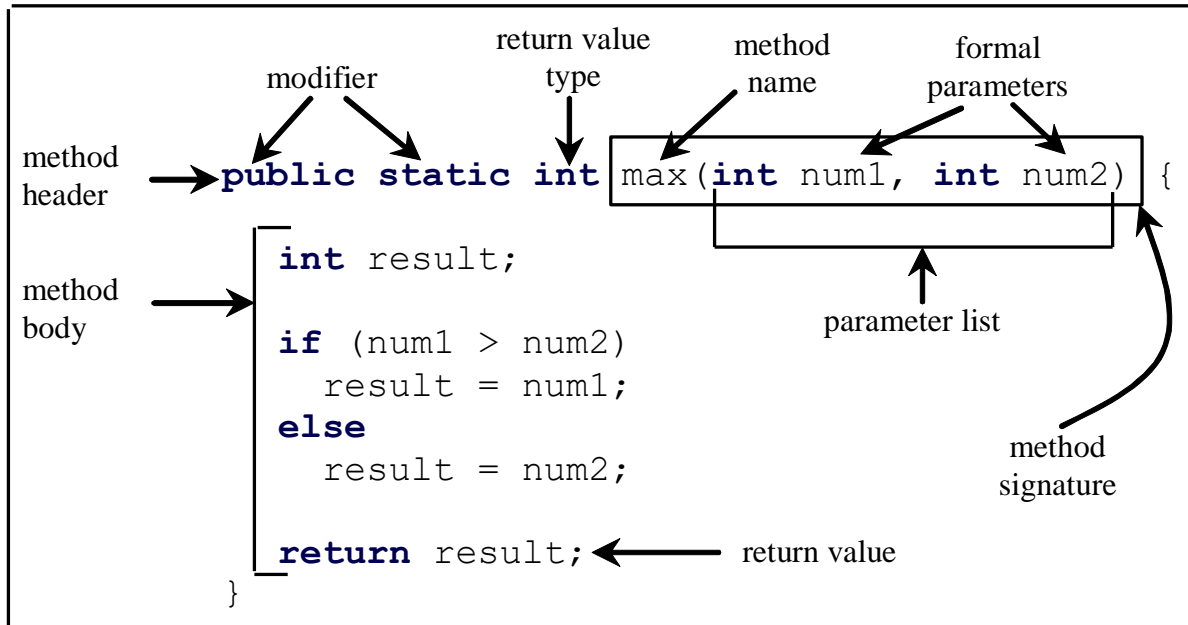 return value
type
method
name
formal
parameters
modifier
method
header
public static int max(int num1, int num2) {
int result;
method
body
parameter list
if (num1 > num2)
result = num1;
else
result = num2;
method
signature
return result;
return value
}